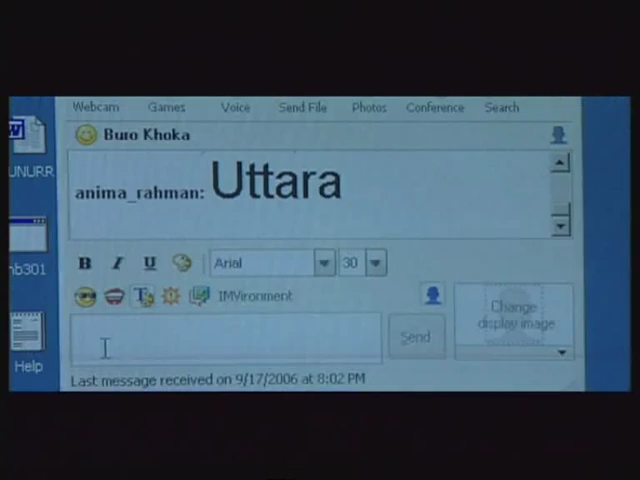 Webcam Games Voice Send File Photos Conference Search
Buro Khoka
anima_rahman: Uttara
B I U Arial 30
IMVironment
Change
display image
Send
Last message received on 9/17/2006 at 8:02 PM
W
Help